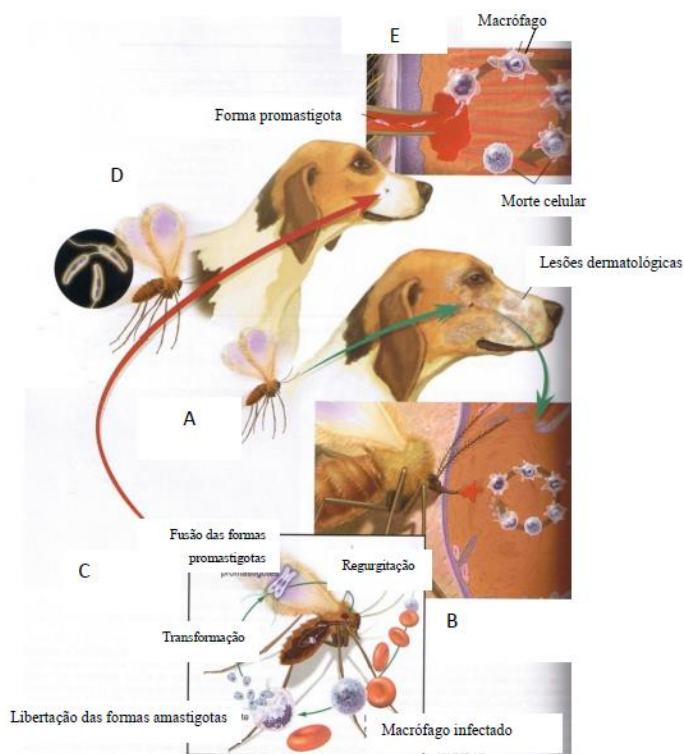 E
Macrófago
Forma promastigota
D
Morte celular
Lesões dermatológicas
A
Fusão das formas
promastigotas
promastigotes
Regurgitação
C
B
Transformação
Libertação das formas amastigotas
Macrófago infectado